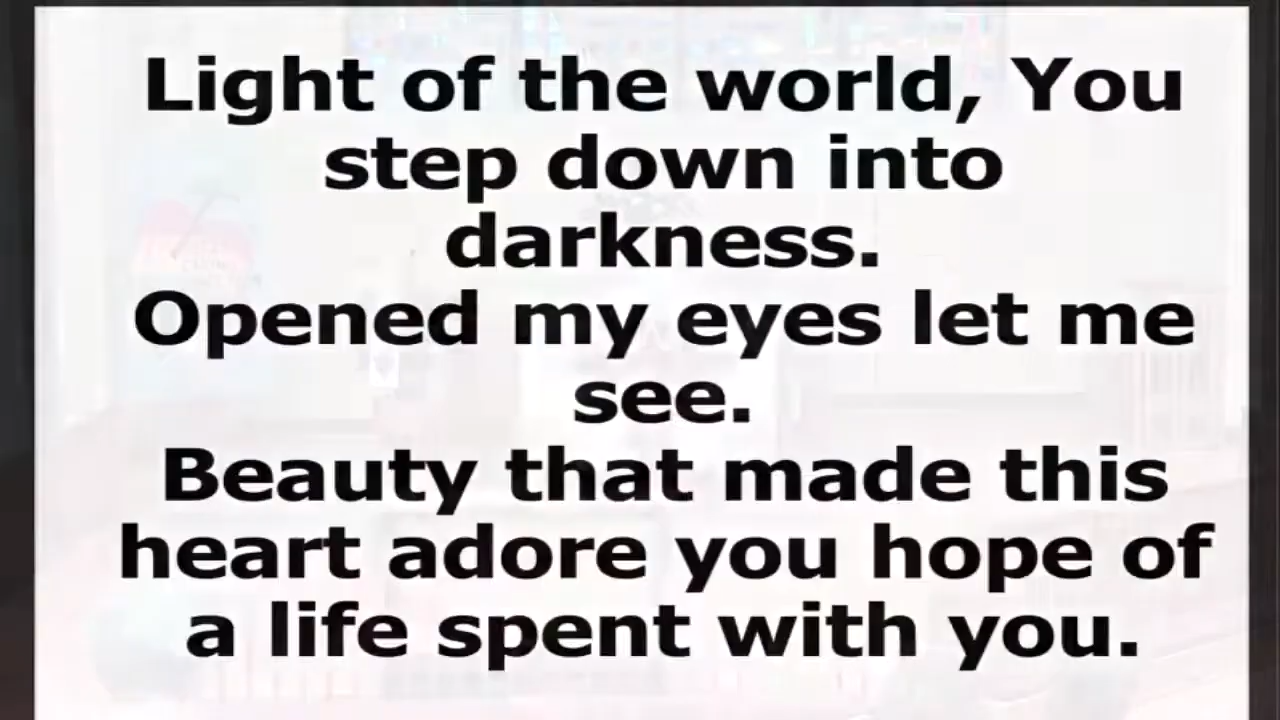 Light of the world, You
step down into
darkness.
Opened my eyes let me
see.
Beauty that made this
heart adore you hope of
a life spent with you.